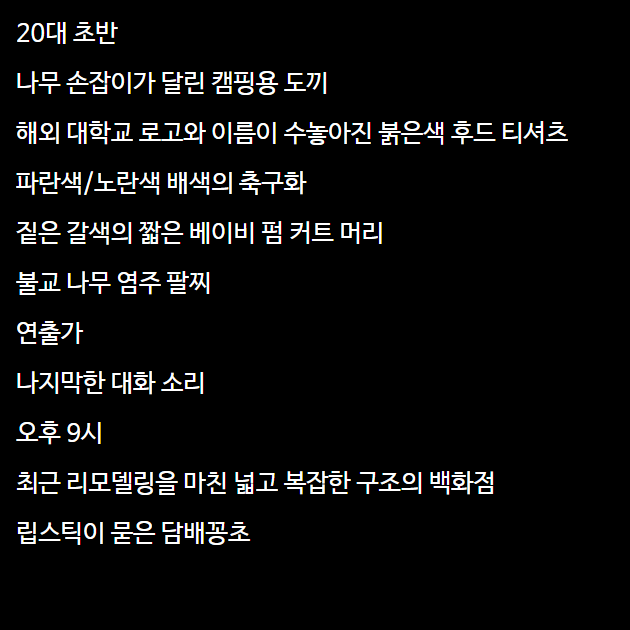 20대 초반
나무 손잡이가 달린 캠핑용 도끼
해외 대학교 로고와 이름이 수놓아진 붉은색 후드 티셔츠
파란색/노란색 배색의 축구화
짙은 갈색의 짧은 베이비 펌 커트 머리
불교 나무 염주 팔찌
연출가
나지막한 대화 소리
오후 9시
최근 리모델링을 마친 넓고 복잡한 구조의 백화점
립스틱이 묻은 담배꽁초